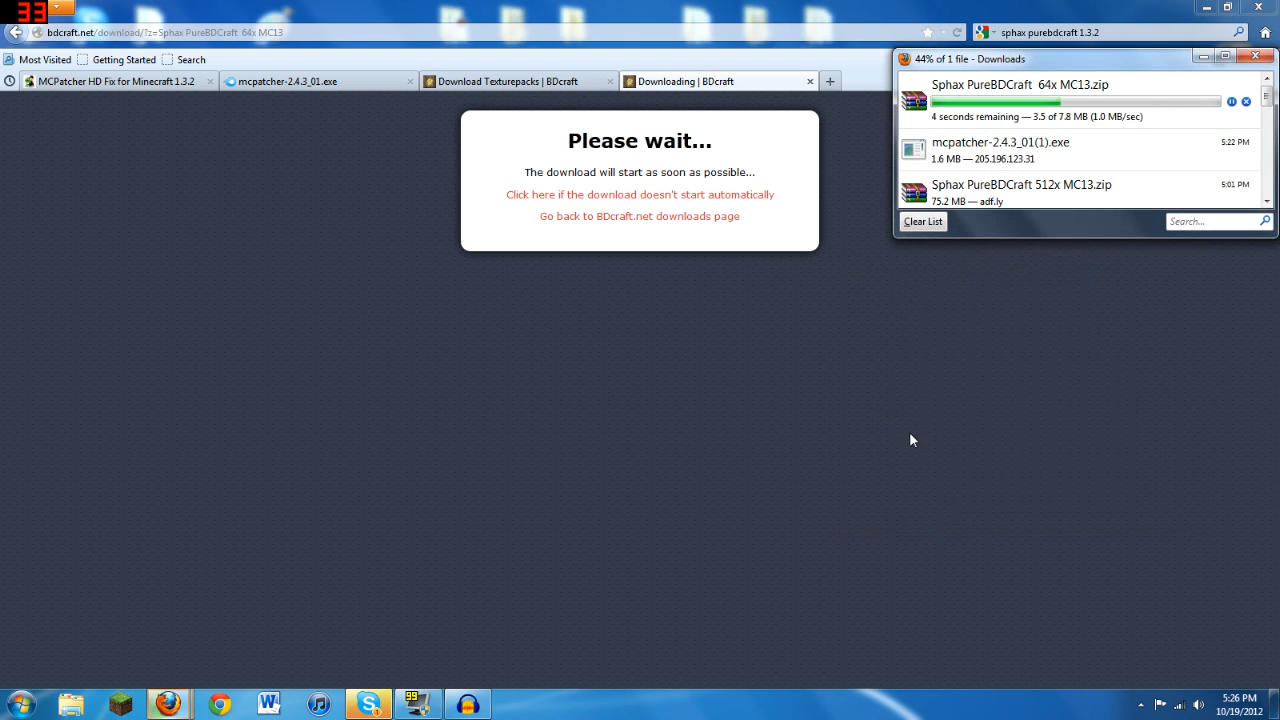 33
bdcraft.net/download/?z=Sphax PureBDCraft  64x MC13
sphax purebdcraft 1.3.2
Most Visited Getting Started Search
MCPatcher HD Fix for Minecraft 1.3.2 mcpatcher-2.4.3_01.exe Download Texturepacks | BDcraft Downloading | BDcraft
Please wait...
The download will start as soon as possible...
Click here if the download doesn't start automatically
Go back to BDcraft.net downloads page
44% of 1 file - Downloads
Sphax PureBDCraft  64x MC13.zip
4 seconds remaining — 3.5 of 7.8 MB (1.0 MB/sec)
mcpatcher-2.4.3_01(1).exe 5:22 PM
1.6 MB — 205.196.123.31
Sphax PureBDCraft 512x MC13.zip 5:01 PM
75.2 MB — adf.ly
Clear List Search...
99
5:26 PM
10/19/2012